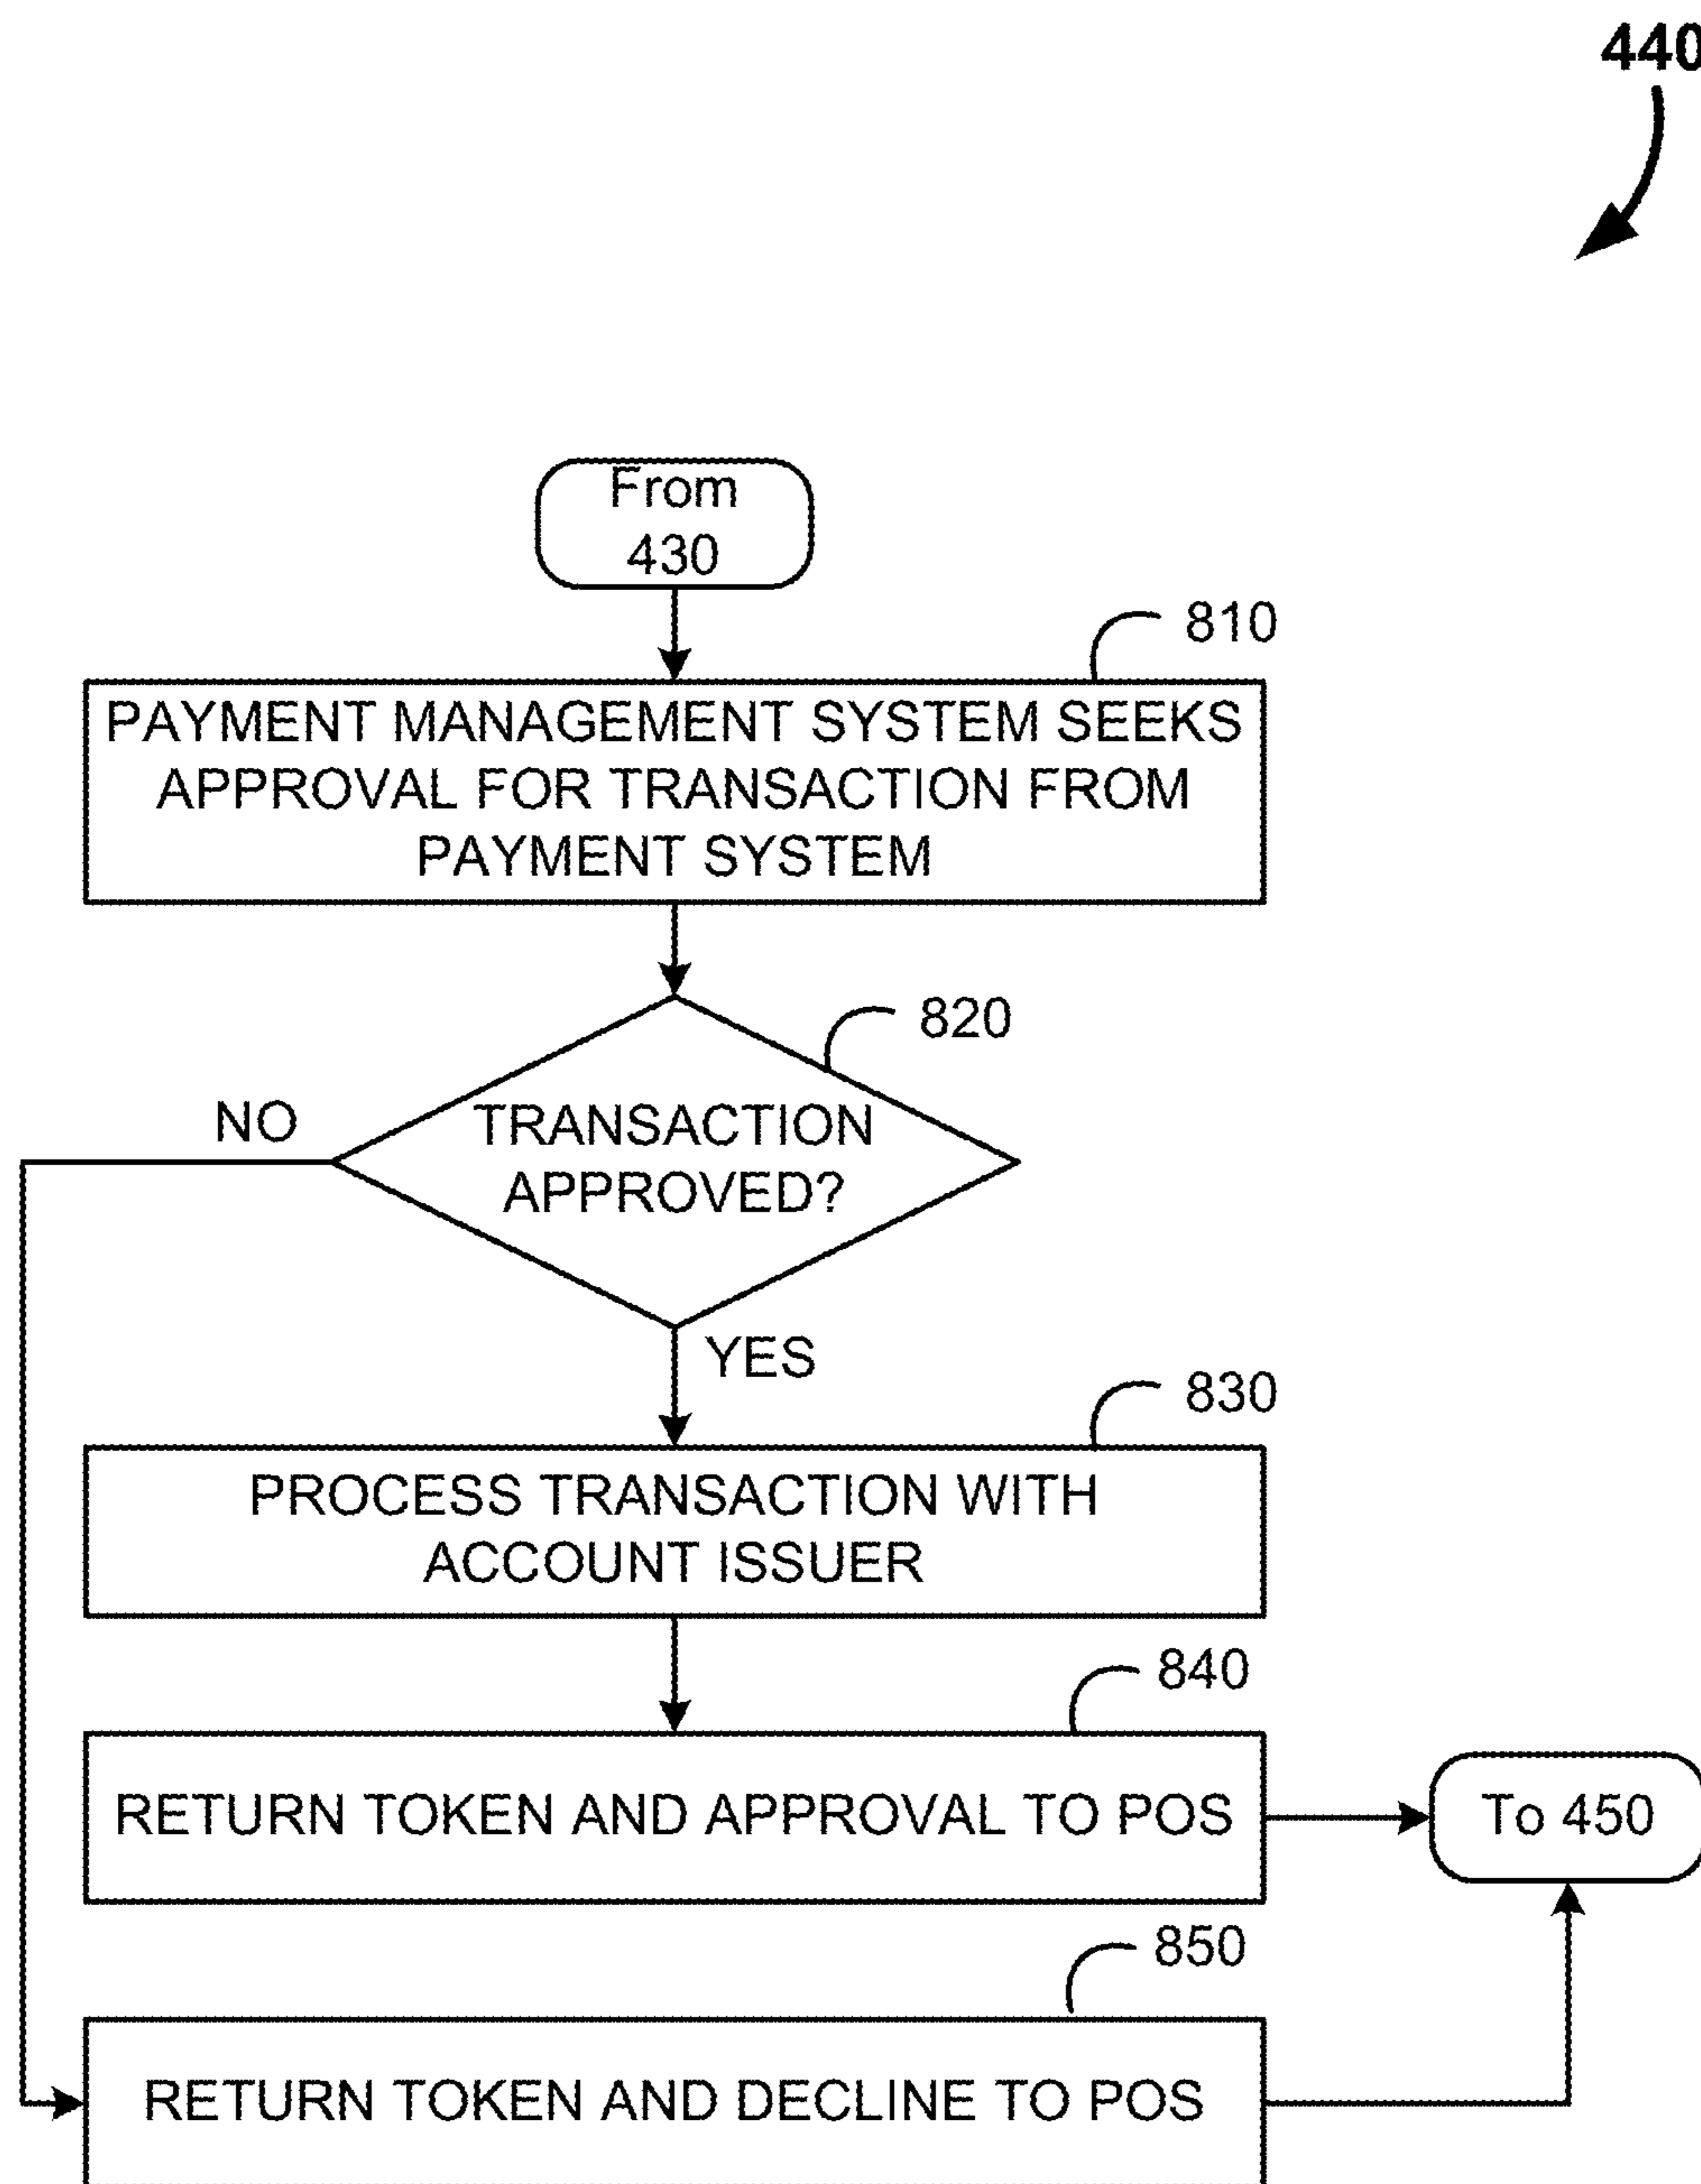 440
From
430
810
PAYMENT MANAGEMENT SYSTEM SEEKS
APPROVAL FOR TRANSACTION FROM
PAYMENT SYSTEM
820
NO
TRANSACTION
APPROVED?
YES
830
PROCESS TRANSACTION WITH
ACCOUNT ISSUER
840
RETURN TOKEN AND APPROVAL TO POS
To 450
850
RETURN TOKEN AND DECLINE TO POS